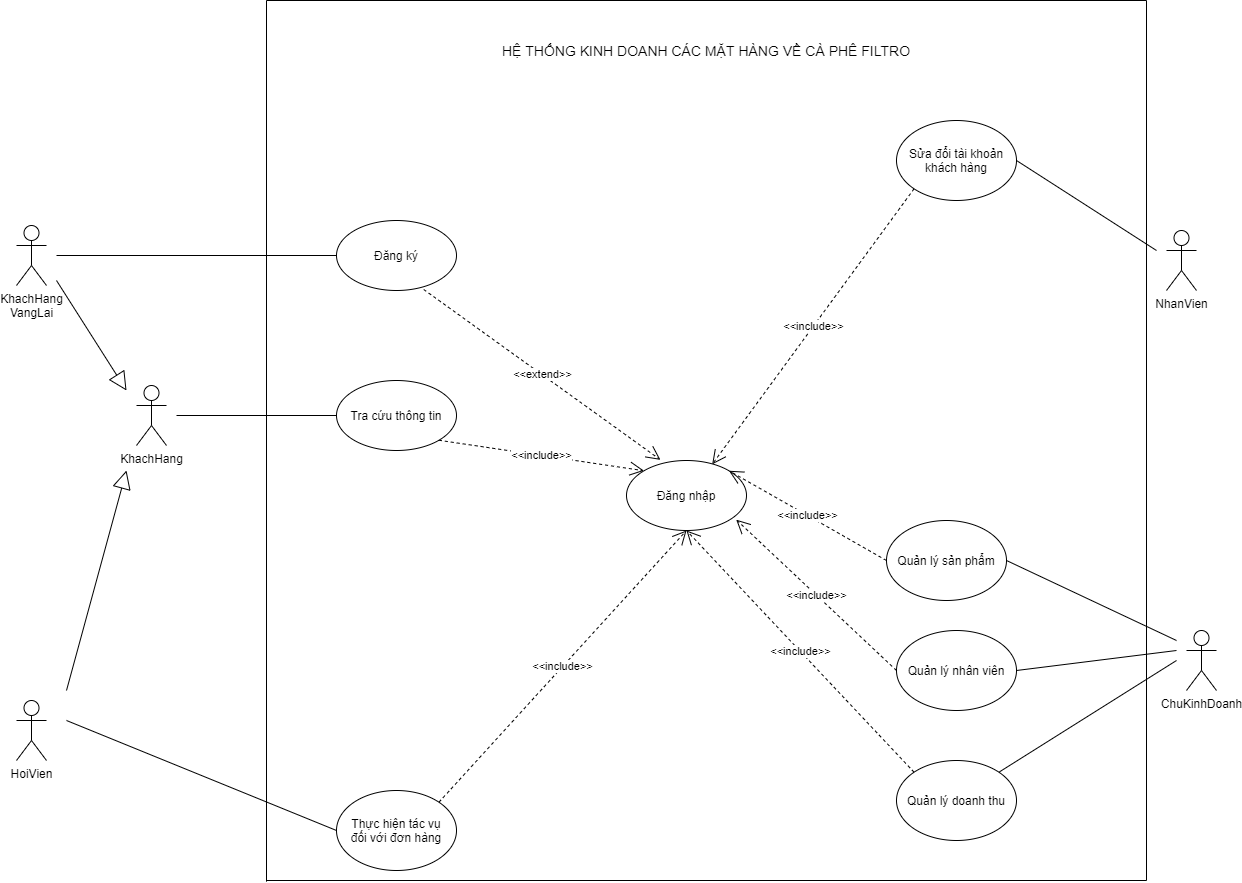 HỆ THỐNG KINH DOANH CÁC MẶT HÀNG VỀ CÀ PHÊ FILTRO
Sửa đổi tài khoản
khách hàng
Đăng ký
KhachHang
VangLai
NhanVien
<<include>>
<<extend>>
Tra cứu thông tin
KhachHang
<<include>>
Đăng nhập
<<include>>
Quản lý sản phẩm
<<include>>
<<include>>
<<include>>
Quản lý nhân viên
ChuKinhDoanh
HoiVien
Quản lý doanh thu
Thực hiện tác vụ
đối với đơn hàng